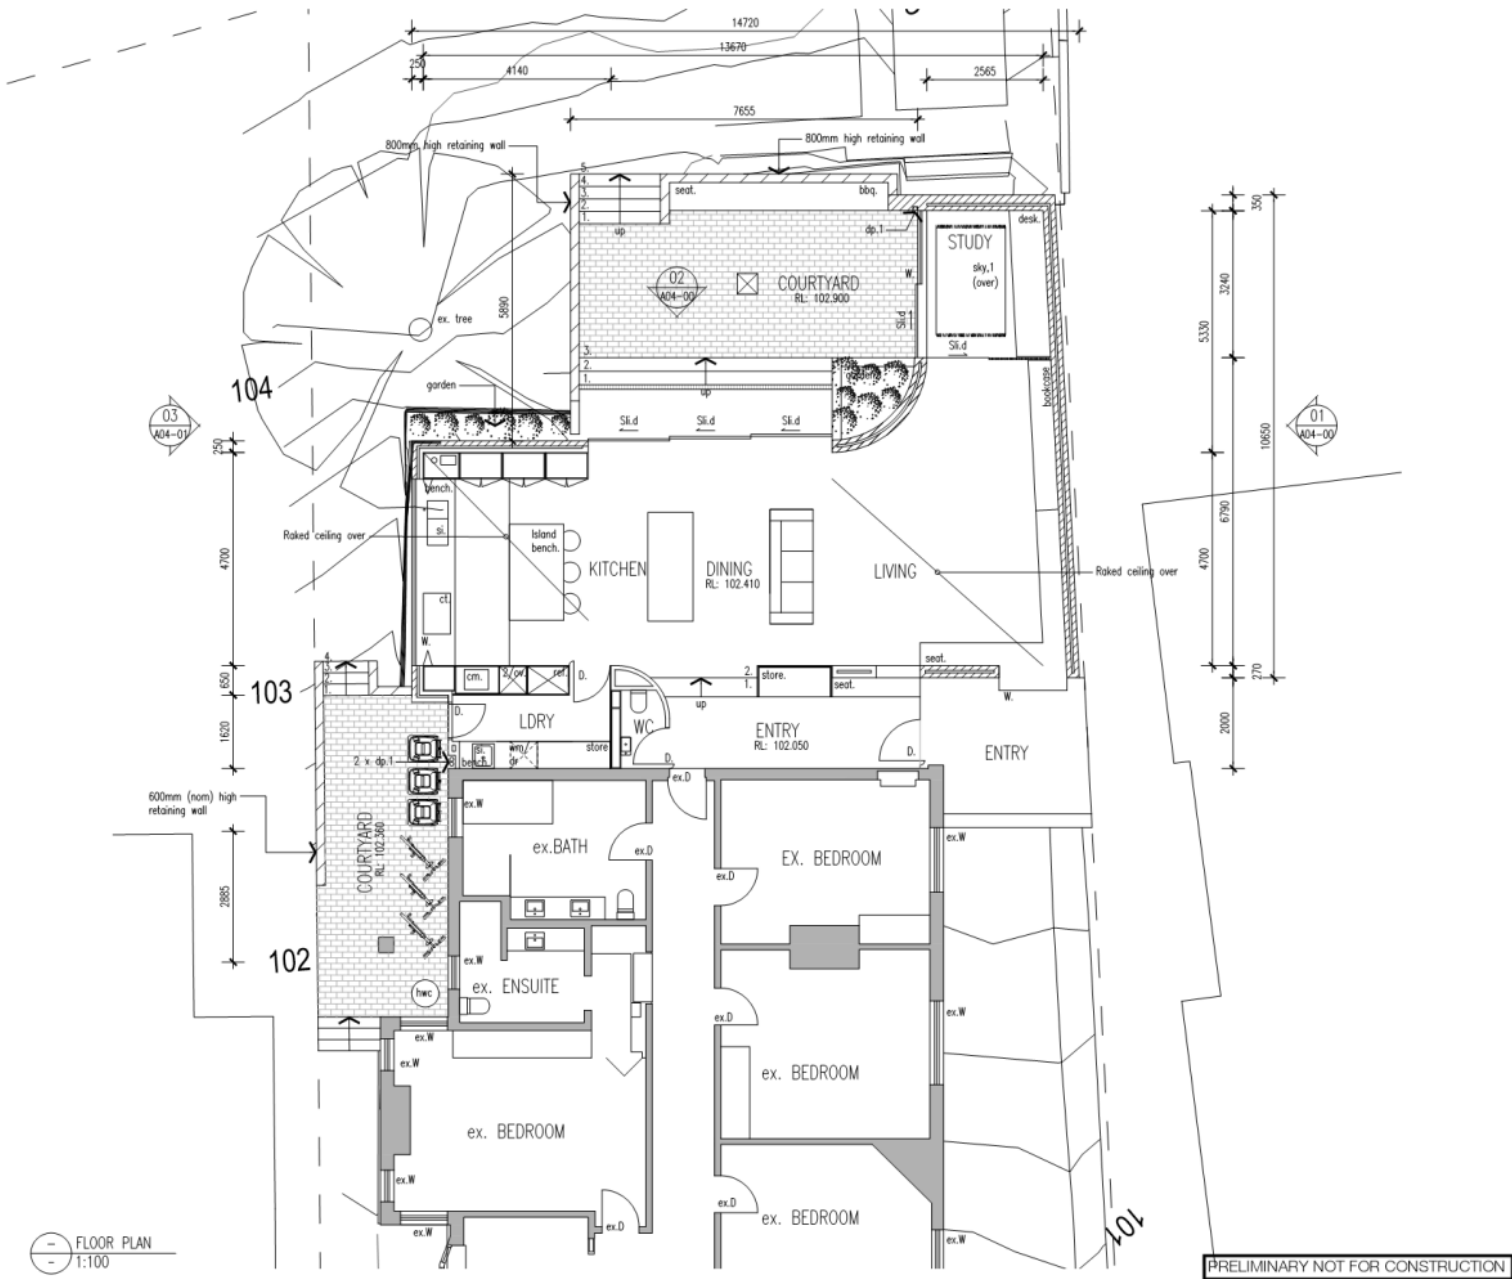 14720
13670
250
4140
2565
7655
800mm high retaining wall
800mm high retaining wall
5.
4.
3.
2.
1.
up
seat.
bbq.
desk.
dp.1
STUDY
sky,1
(over)
W.
Sli.d
Sli.d
COURTYARD
RL: 102.900
02
A04-00
5890
350
3240
5330
10650
6790
4700
270
2000
ex. tree
104
garden
03
A04-01
01
A04-00
3.
2.
1.
up
bookcase
Sli.d
Sli.d
Sli.d
250
4700
650
1620
2885
bench.
si.
Raked ceiling over
Island
bench.
KITCHEN
DINING
RL: 102.410
LIVING
Raked ceiling over
ct.
W.
cm.
ref.
D.
2.
1.
store.
seat.
seat.
W.
up
4.
3.
2.
1.
103
D.
LDRY
WC
ENTRY
RL: 102.050
D.
ENTRY
2 x dp.1
si.
bench.
wm.
dr
store
D.
ex.D
600mm (nom) high
retaining wall
COURTYARD
RL: 102.360
ex.W
ex.BATH
ex.D
EX. BEDROOM
ex.W
ex.D
102
ex.W
ex. ENSUITE
hwc
ex.D
ex.W
ex.W
ex.W
ex. BEDROOM
ex. BEDROOM
ex.W
ex.D
ex.D
ex.W
ex. BEDROOM
ex.W
101
FLOOR PLAN
1:100
PRELIMINARY NOT FOR CONSTRUCTION